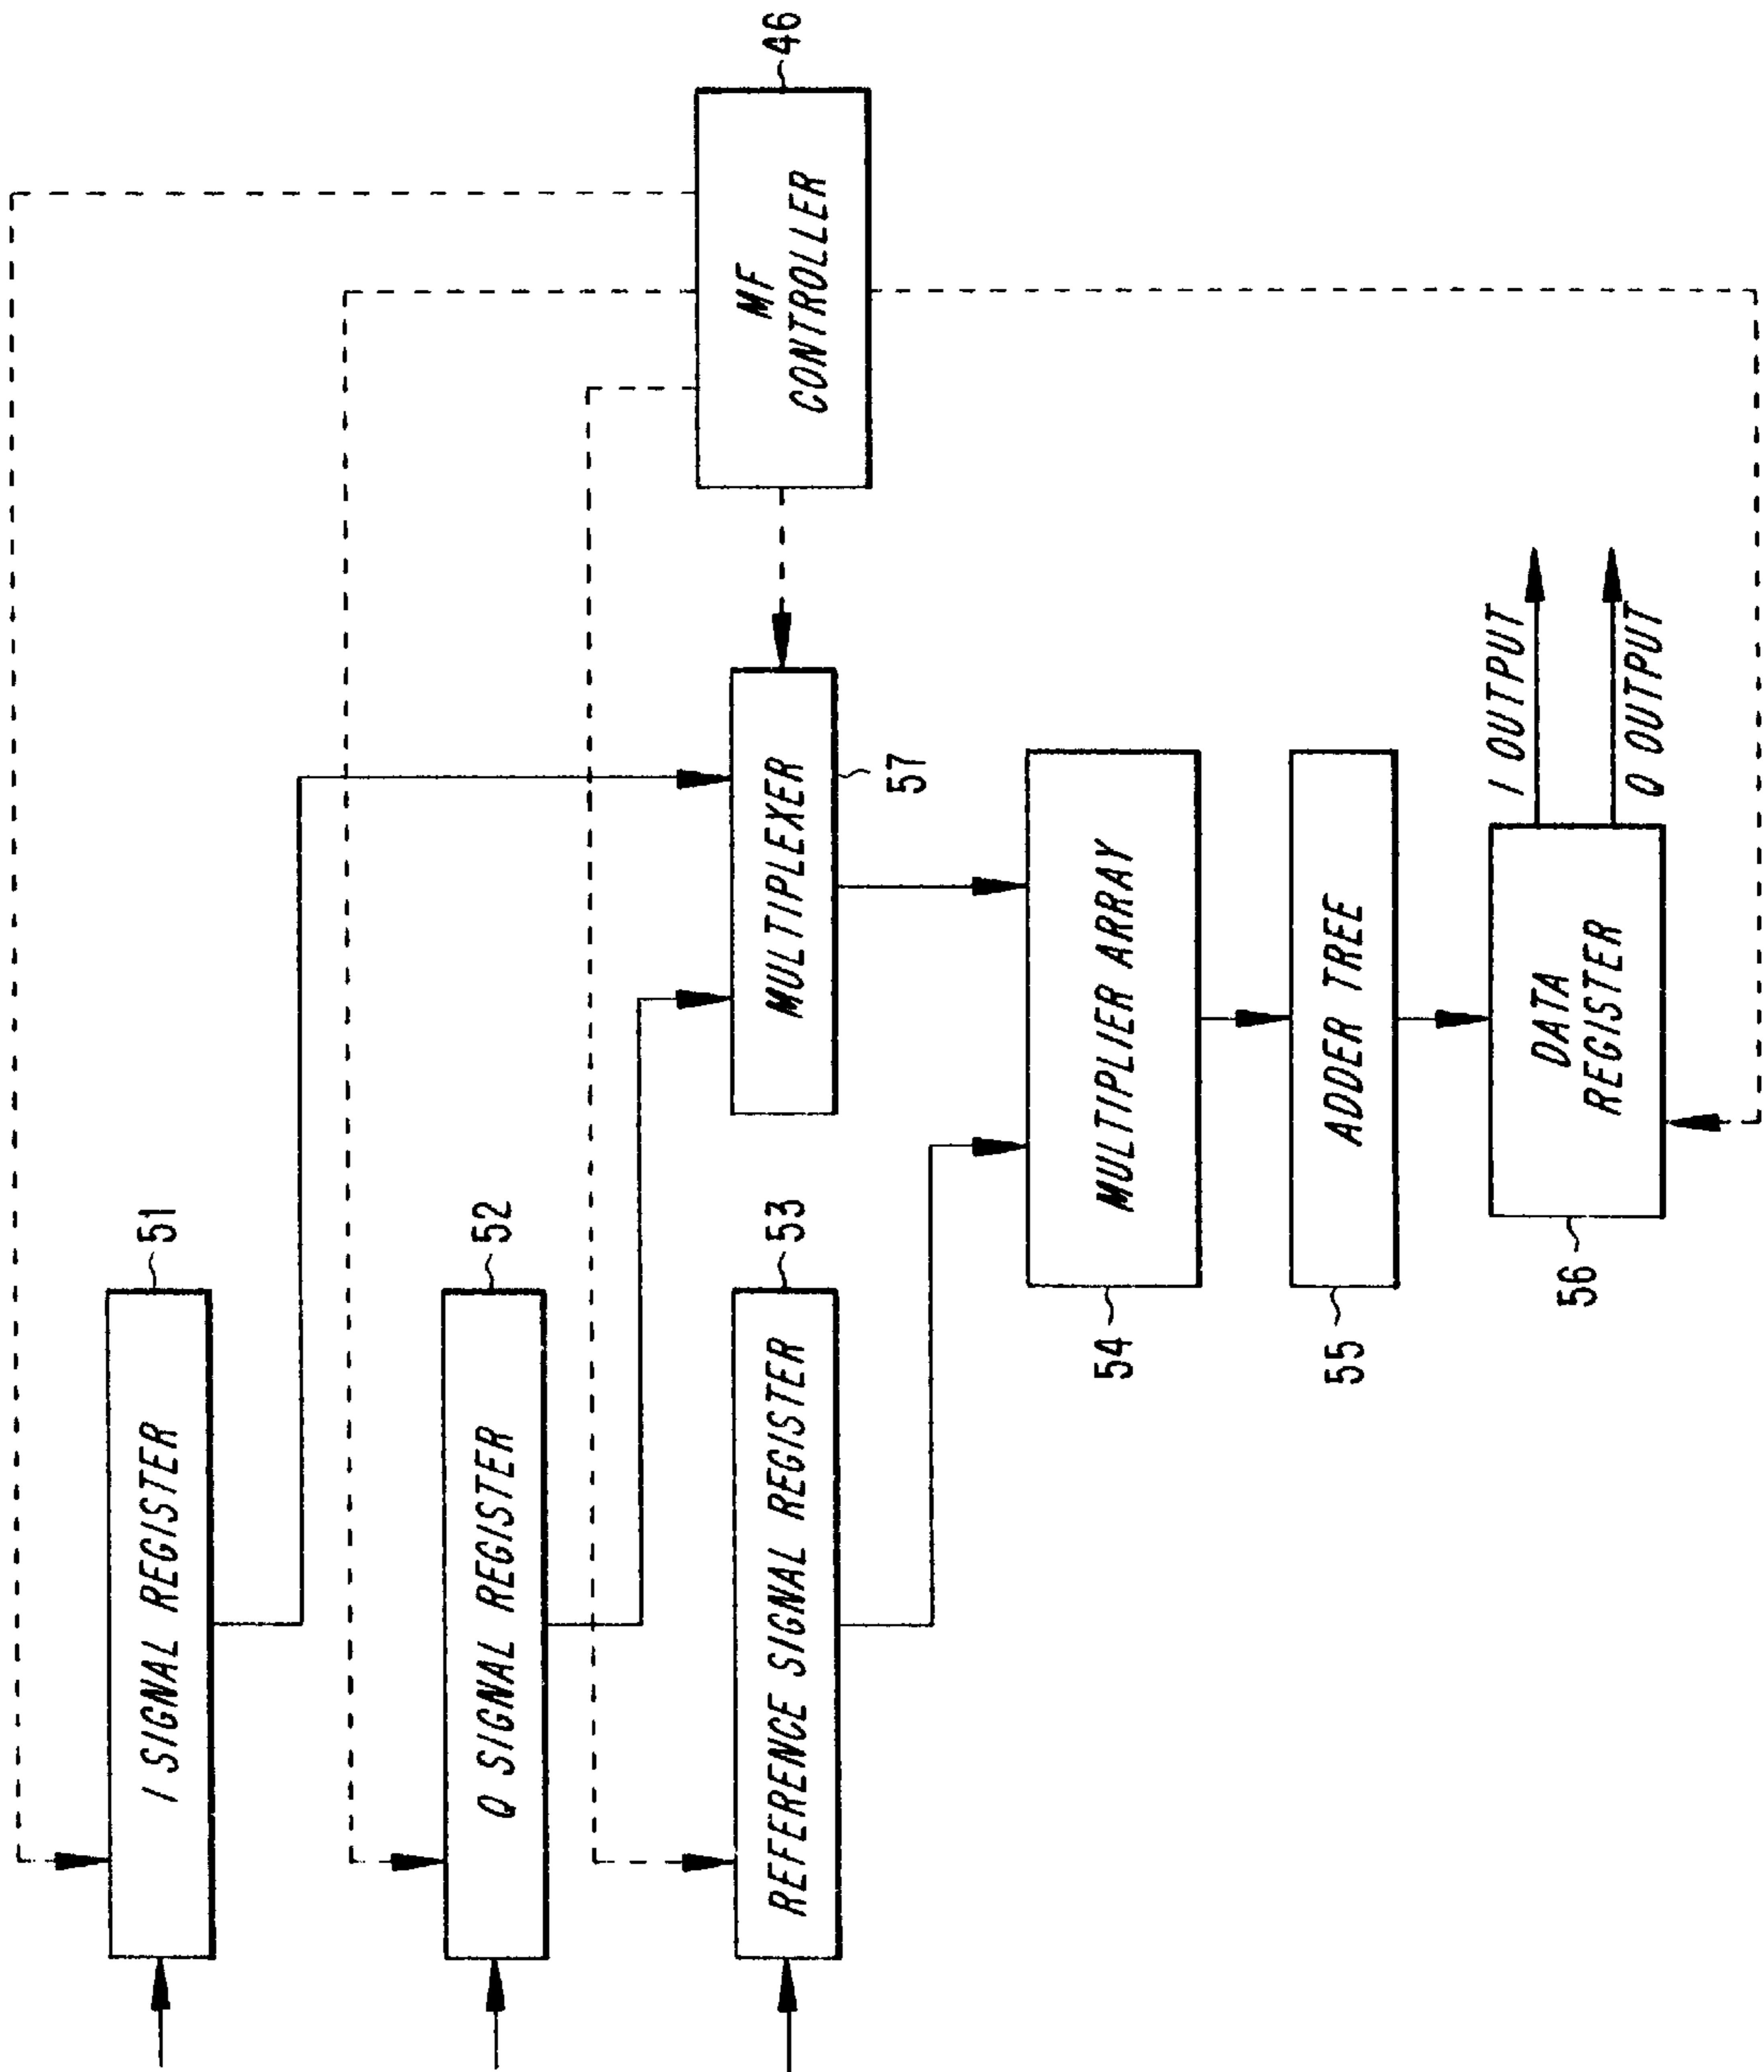 I SIGNAL REGISTER
51
Q SIGNAL REGISTER
52
REFERENCE SIGNAL REGISTER
53
MULTIPLEXER
57
MF
CONTROLLER
46
MULTIPLIER ARRAY
54
ADDER TREE
55
DATA
REGISTER
56
I OUTPUT
Q OUTPUT